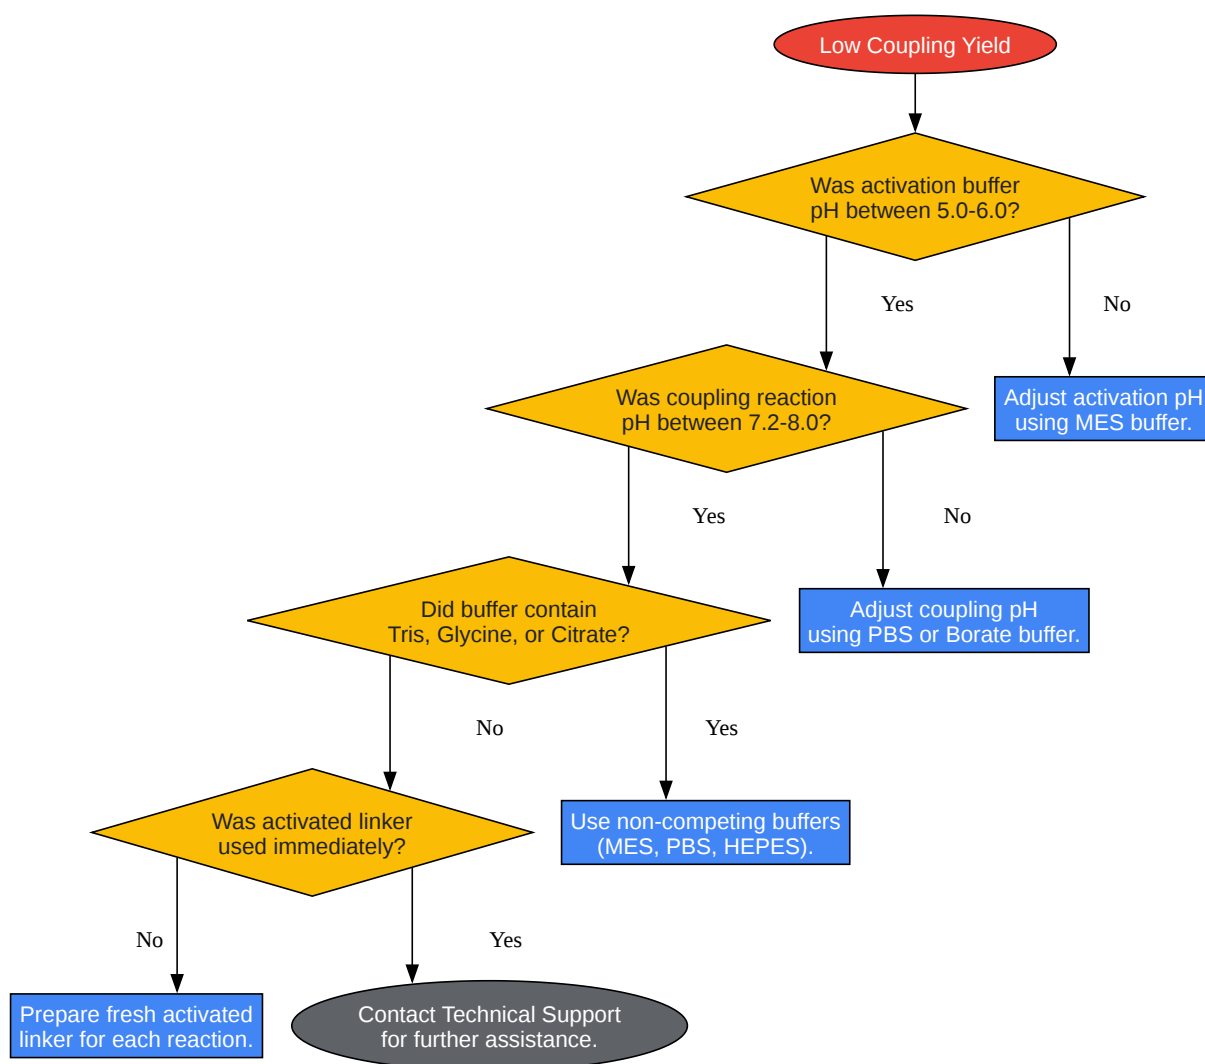 Low Coupling Yield
Was activation buffer
pH between 5.0-6.0?
Yes
No
Was coupling reaction
pH between 7.2-8.0?
Adjust activation pH
using MES buffer.
Yes
No
Did buffer contain
Tris, Glycine, or Citrate?
Adjust coupling pH
using PBS or Borate buffer.
No
Yes
Was activated linker
used immediately?
Use non-competing buffers
(MES, PBS, HEPES).
No
Yes
Prepare fresh activated
linker for each reaction.
Contact Technical Support
for further assistance.